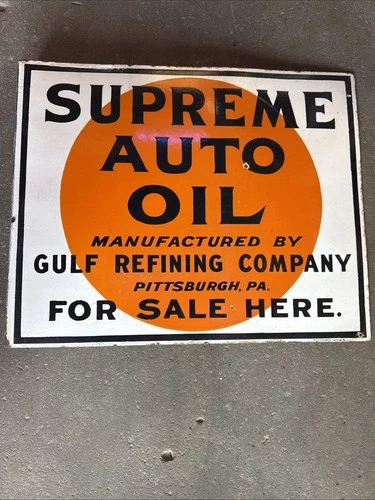 SUPREME
AUTO
OIL
MANUFACTURED BY
GULF REFINING COMPANY
PITTSBURGH, PA.
FOR SALE HERE.